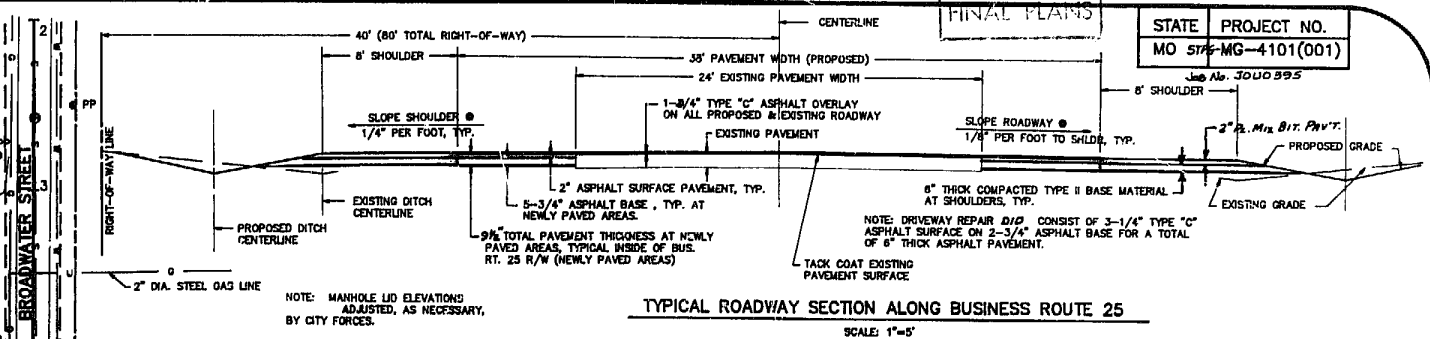 FINAL PLANS
STATE PROJECT NO.
MO STPG-MG-4101(001)
Job No. J0U0395
CENTERLINE
40' (80' TOTAL RIGHT-OF-WAY)
8' SHOULDER
38' PAVEMENT WIDTH (PROPOSED)
24' EXISTING PAVEMENT WIDTH
8' SHOULDER
2
PP
RIGHT-OF-WAY LINE
BROADWATER STREET
3
SLOPE SHOULDER @
1/4" PER FOOT, TYP.
1-3/4" TYPE "C" ASPHALT OVERLAY
ON ALL PROPOSED & EXISTING ROADWAY
EXISTING PAVEMENT
SLOPE ROADWAY @
1/8" PER FOOT TO SHLDR, TYP.
2" PL. MIX BIT. PAV'T.
PROPOSED GRADE
EXISTING GRADE
2" ASPHALT SURFACE PAVEMENT, TYP.
5-3/4" ASPHALT BASE , TYP. AT
NEWLY PAVED AREAS.
9½" TOTAL PAVEMENT THICKNESS AT NEWLY
PAVED AREAS, TYPICAL INSIDE OF BUS.
RT. 25 R/W (NEWLY PAVED AREAS)
EXISTING DITCH
CENTERLINE
PROPOSED DITCH
CENTERLINE
6" THICK COMPACTED TYPE II BASE MATERIAL
AT SHOULDERS, TYP.
NOTE: DRIVEWAY REPAIR DID CONSIST OF 3-1/4" TYPE "C"
ASPHALT SURFACE ON 2-3/4" ASPHALT BASE FOR A TOTAL
OF 6" THICK ASPHALT PAVEMENT.
TACK COAT EXISTING
PAVEMENT SURFACE
U
G
2" DIA. STEEL GAS LINE
NOTE: MANHOLE LID ELEVATIONS
ADJUSTED, AS NECESSARY,
BY CITY FORCES.
TYPICAL ROADWAY SECTION ALONG BUSINESS ROUTE 25
SCALE: 1"=5'